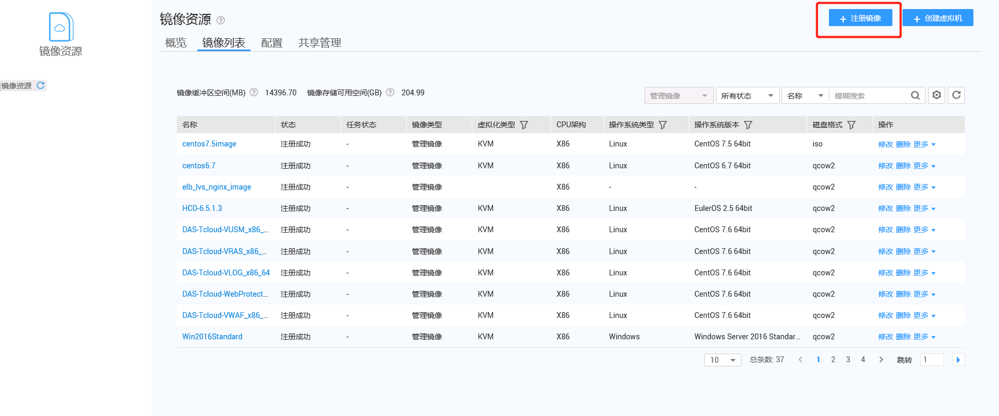 镜像资源
镜像资源
镜像资源
注册镜像
创建虚拟机
概览 镜像列表 配置 共享管理
镜像缓冲区空间(MB) 14396.70 镜像存储可用空间(GB) 204.99
管理镜像 所有状态 名称 模糊搜索
名称 状态 任务状态 镜像类型 虚拟化类型 CPU架构 操作系统类型 操作系统版本 磁盘格式 操作
centos7.5image 注册成功 - 管理镜像 KVM X86 Linux CentOS 7.5 64bit iso 修改 删除 更多
centos6.7 注册成功 - 管理镜像 KVM X86 Linux CentOS 6.7 64bit qcow2 修改 删除 更多
elb_lvs_nginx_image 注册成功 - 管理镜像 X86 - - qcow2 修改 删除 更多
HCD-6.5.1.3 注册成功 - 管理镜像 KVM X86 Linux EulerOS 2.5 64bit qcow2 修改 删除 更多
DAS-Tcloud-VUSM_x86_... 注册成功 - 管理镜像 KVM X86 Linux CentOS 7.6 64bit qcow2 修改 删除 更多
DAS-Tcloud-VRAS_x86_... 注册成功 - 管理镜像 KVM X86 Linux CentOS 7.6 64bit qcow2 修改 删除 更多
DAS-Tcloud-VLOG_x86_64 注册成功 - 管理镜像 KVM X86 Linux CentOS 7.6 64bit qcow2 修改 删除 更多
DAS-Tcloud-WebProtect... 注册成功 - 管理镜像 KVM X86 Linux CentOS 7.6 64bit qcow2 修改 删除 更多
DAS-Tcloud-VWAF_x86_... 注册成功 - 管理镜像 KVM X86 Linux CentOS 7.6 64bit qcow2 修改 删除 更多
Win2016Standard 注册成功 - 管理镜像 KVM X86 Windows Windows Server 2016 Standar... qcow2 修改 删除 更多
10 总条数: 37 1 2 3 4 跳转 1